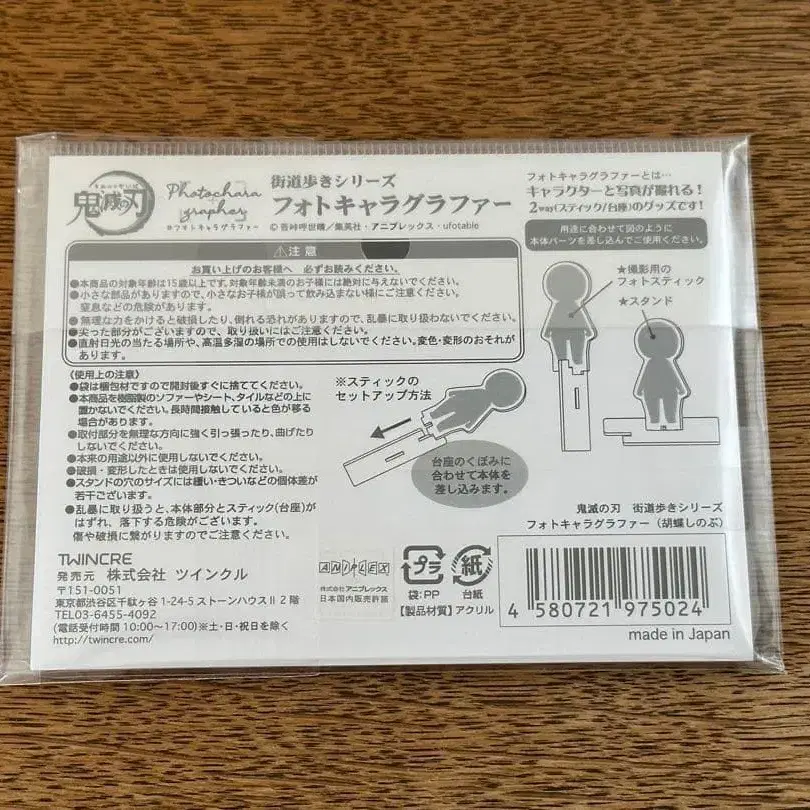 きめつのやいば
鬼滅の刃
Photochara
graphar
®フォトキャラグラファー
街道歩きシリーズ
フォトキャラグラファー
©吾峠呼世晴／集英社・アニプレックス・ufotable
フォトキャラグラファーとは…
キャラクターと写真が撮れる！
2way(スティック/台座)のグッズです！
用途に合わせて図のように
本体パーツを差し込んでご使用ください。
⚠注意
お買い上げのお客様へ 必ずお読みください。
●本商品の対象年齢は15歳以上です。対象年齢未満のお子様には絶対に与えないでください。
●小さな部品がありますので、小さなお子様が誤って飲み込まない様にご注意ください。
窒息などの危険があります。
●無理な力をかけると破損したり、倒れる恐れがありますので、乱暴に取り扱わないでください。
●尖った部分がございますので、取り扱いにはご注意ください。
●直射日光の当たる場所や、高温多湿の場所での使用はしないでください。変色・変形のおそれが
あります。
★撮影用の
フォトスティック
★スタンド
〈使用上の注意〉
●袋は梱包材ですので開封後すぐに捨ててください。
●本商品を樹脂製のソファーやシート、タイルなどの上に
置かないでください。長時間接触していると色が移る
場合があります。
●取付部分を無理な方向に強く引っ張ったり、曲げたり
しないでください。
●本来の用途以外に使用しないでください。
●破損・変形したときは使用しないでください。
●スタンドの穴のサイズには緩い・きついなどの個体差が
若干ございます。
●乱暴に取り扱うと、本体部分とスティック(台座)が
はずれ、落下する危険がございます。
傷や破損に繋がりますのでご注意ください。
※スティックの
セットアップ方法
台座のくぼみに
合わせて本体を
差し込みます。
鬼滅の刃 街道歩きシリーズ
フォトキャラグラファー（胡蝶しのぶ）
TWINCRE
発売元 株式会社 ツインクル
〒151-0051
東京都渋谷区千駄ヶ谷1-24-5 ストーンハウスⅡ2階
TEL03-6455-4092
(電話受付時間 10:00〜17:00)※土・日・祝日を除く
http://twincre.com/
ANIPLEX
株式会社アニプレックス
日本国内販売許諾
プラ
袋：PP
紙
台紙
【製品材質】アクリル
4 580721 975024
made in Japan